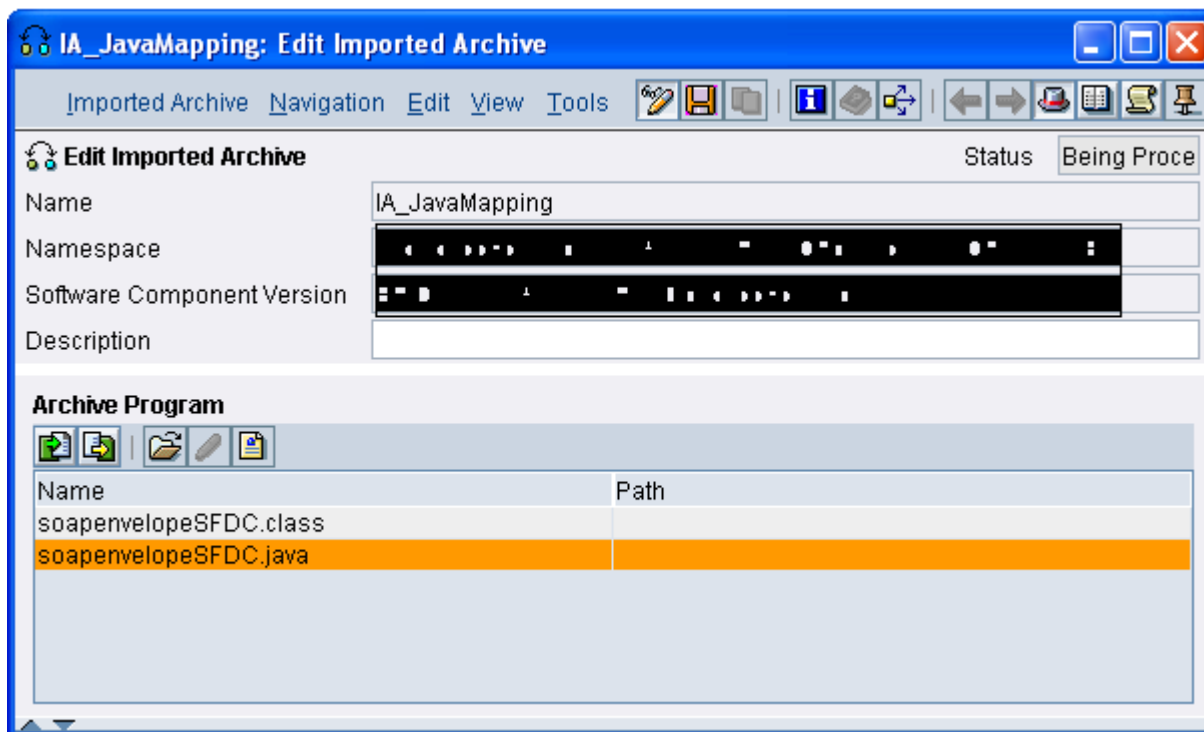 IA_JavaMapping: Edit Imported Archive
Imported Archive Navigation Edit View Tools
Edit Imported Archive Status Being Proce
Name IA_JavaMapping
Namespace
Software Component Version
Description
Archive Program
Name Path
soapenvelopeSFDC.class
soapenvelopeSFDC.java